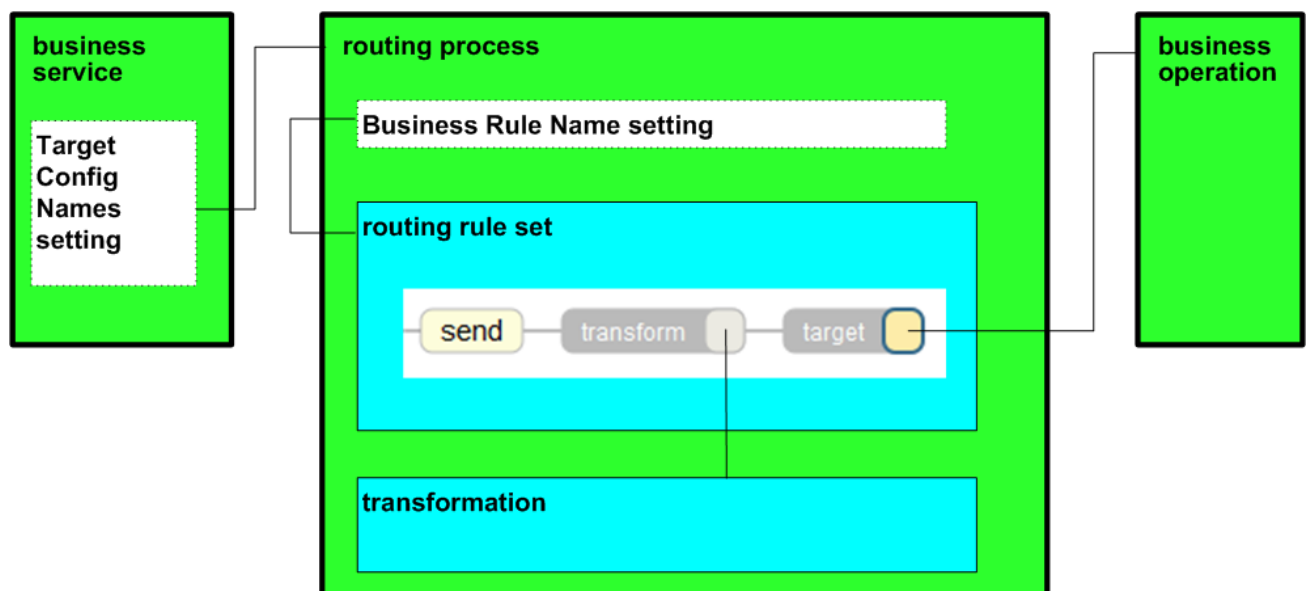 business
service
Target
Config
Names
setting
routing process
Business Rule Name setting
routing rule set
send
transform
target
transformation
business
operation